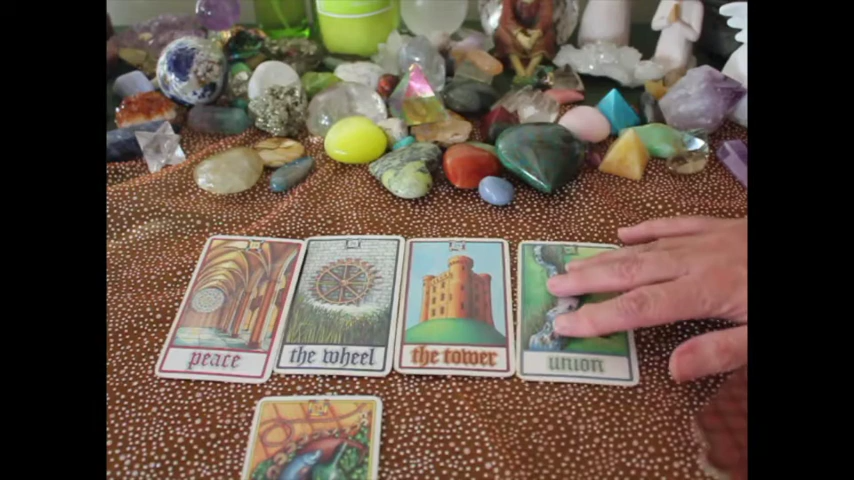 peace
the wheel
the tower
union